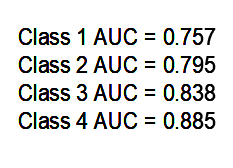 Class 1 AUC = 0.757
Class 2 AUC = 0.795
Class 3 AUC = 0.838
Class 4 AUC = 0.885